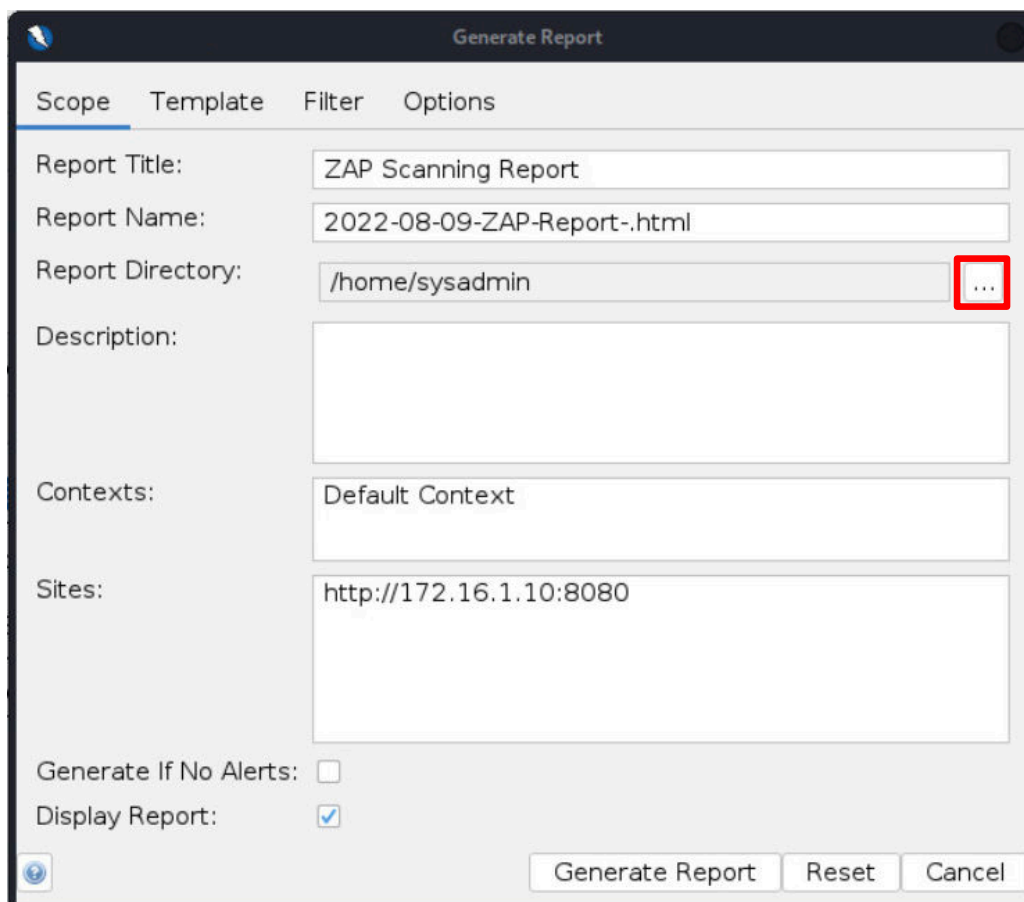 Generate Report
Scope Template Filter Options
Report Title: ZAP Scanning Report
Report Name: 2022-08-09-ZAP-Report-.html
Report Directory: /home/sysadmin ...
Description:
Contexts: Default Context
Sites: http://172.16.1.10:8080
Generate If No Alerts:
Display Report:
Generate Report Reset Cancel